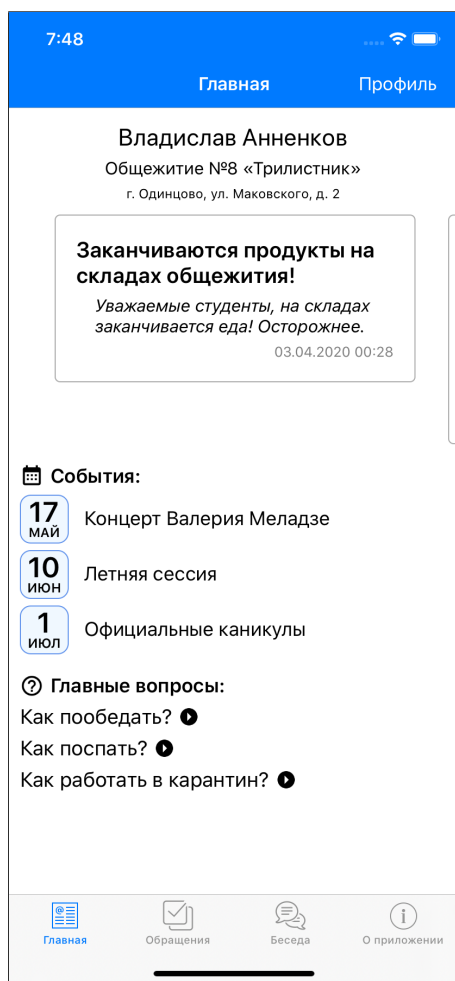 7:48
Главная Профиль
Владислав Анненков
Общежитие №8 «Трилистник»
г. Одинцово, ул. Маковского, д. 2
Заканчиваются продукты на
складах общежития!
Уважаемые студенты, на складах
заканчивается еда! Осторожнее.
03.04.2020 00:28
События:
17
МАЙ
Концерт Валерия Меладзе
10
ИЮН
Летняя сессия
1
ИЮЛ
Официальные каникулы
Главные вопросы:
Как пообедать?
Как поспать?
Как работать в карантин?
Главная Обращения Беседа О приложении